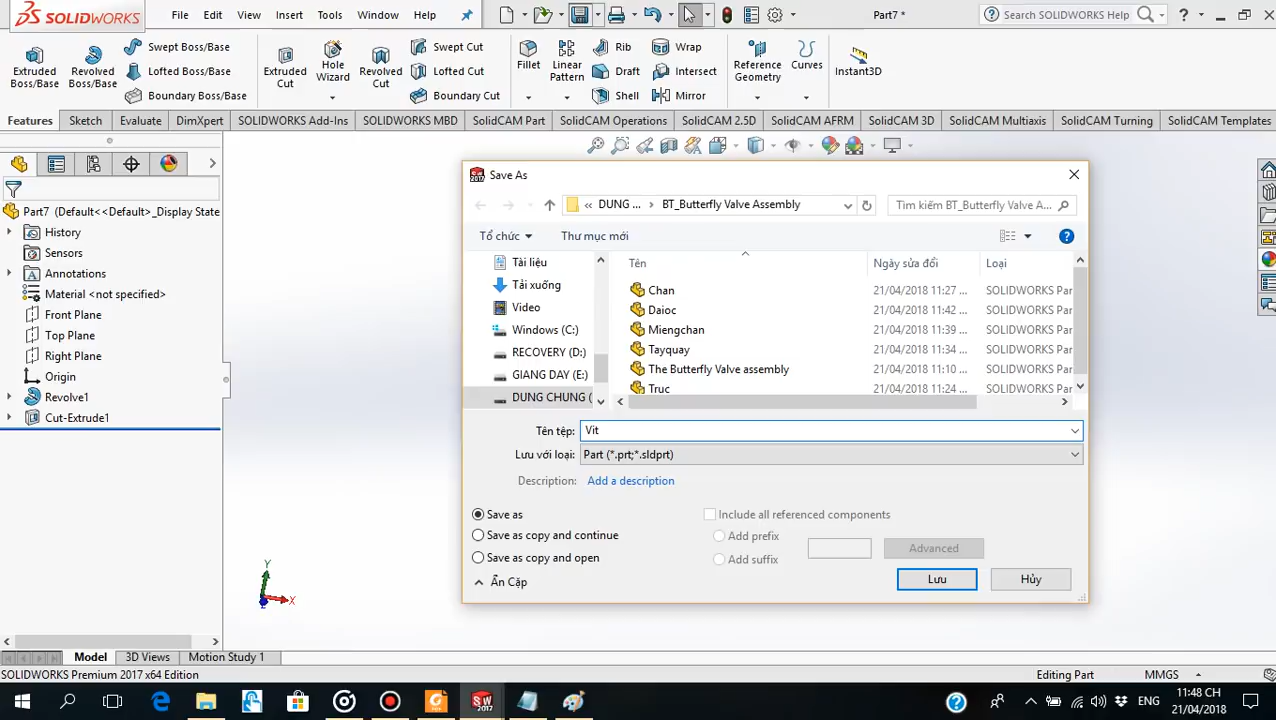 SOLIDWORKS File Edit View Insert Tools Window Help Part7 * Search SOLIDWORKS Help ?
Extruded Boss/Base
Revolved Boss/Base
Swept Boss/Base
Lofted Boss/Base
Boundary Boss/Base
Extruded Cut
Hole Wizard
Revolved Cut
Swept Cut
Lofted Cut
Boundary Cut
Fillet
Linear Pattern
Rib
Draft
Shell
Wrap
Intersect
Mirror
Reference Geometry
Curves
Instant3D
Features Sketch Evaluate DimXpert SOLIDWORKS Add-Ins SOLIDWORKS MBD SolidCAM Part SolidCAM Operations SolidCAM 2.5D SolidCAM AFRM SolidCAM 3D SolidCAM Multiaxis SolidCAM Turning SolidCAM Templates
Part7 (Default<<Default>_Display State
History
Sensors
Annotations
Material <not specified>
Front Plane
Top Plane
Right Plane
Origin
Revolve1
Cut-Extrude1
Y
X
SW 2017 Save As
« DUNG ... > BT_Butterfly Valve Assembly
Tìm kiếm BT_Butterfly Valve A...
Tổ chức Thư mục mới
Tài liệu
Tải xuống
Video
Windows (C:)
RECOVERY (D:)
GIANG DAY (E:)
DUNG CHUNG (
Tên Ngày sửa đổi Loại
Chan 21/04/2018 11:27 ... SOLIDWORKS Par
Daioc 21/04/2018 11:42 ... SOLIDWORKS Par
Miengchan 21/04/2018 11:39 ... SOLIDWORKS Par
Tayquay 21/04/2018 11:34 ... SOLIDWORKS Par
The Butterfly Valve assembly 21/04/2018 11:10 ... SOLIDWORKS Par
Truc 21/04/2018 11:24 ... SOLIDWORKS Par
Tên tệp: Vit
Lưu với loại: Part (*.prt;*.sldprt)
Description: Add a description
Save as
Save as copy and continue
Save as copy and open
Include all referenced components
Add prefix
Add suffix
Advanced
Ẩn Cặp
Lưu Hủy
Model 3D Views Motion Study 1
SOLIDWORKS Premium 2017 x64 Edition Editing Part MMGS
SW 2017
ENG
11:48 CH
21/04/2018